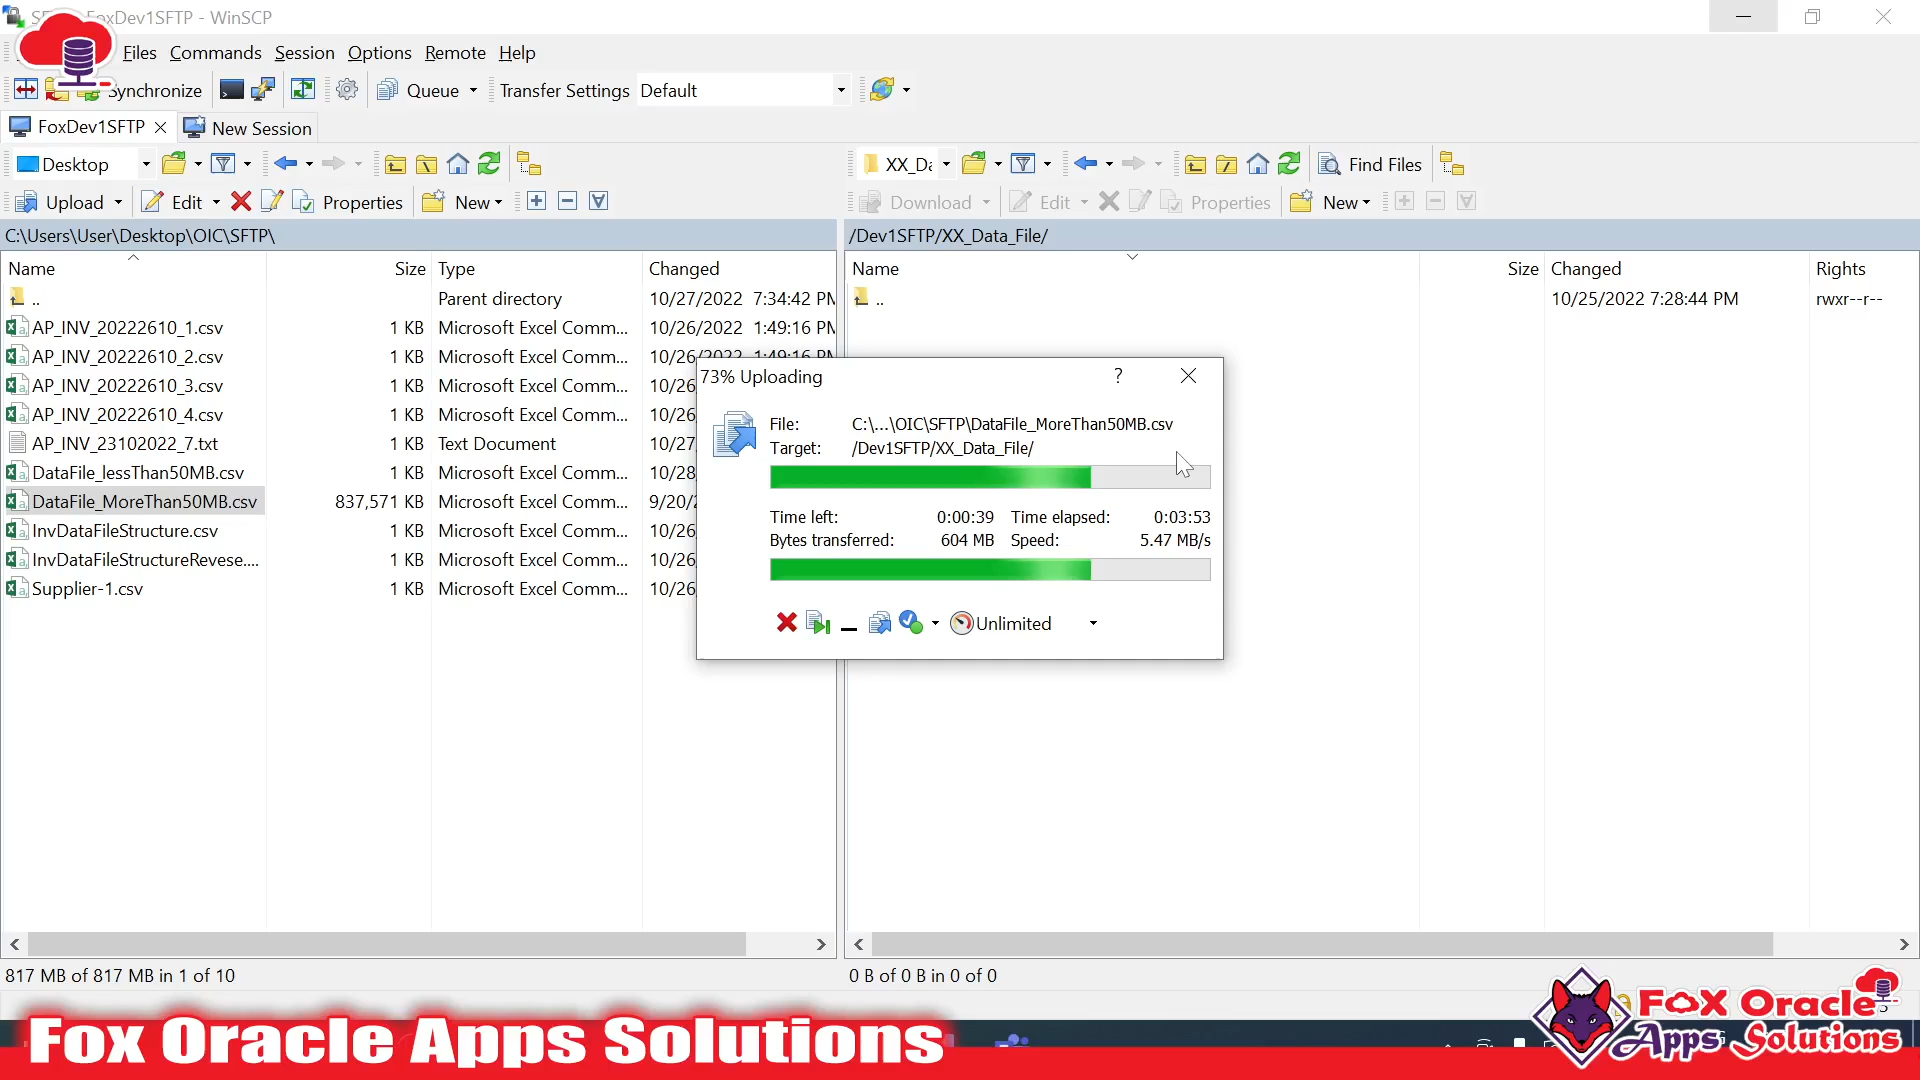 FoxDev1SFTP - WinSCP
Files Commands Session Options Remote Help
Synchronize Queue Transfer Settings Default
FoxDev1SFTP New Session
Desktop
Upload Edit Properties New
C:\Users\User\Desktop\OIC\SFTP\
Name Size Type Changed
.. Parent directory 10/27/2022 7:34:42 PM
AP_INV_20222610_1.csv 1 KB Microsoft Excel Comm... 10/26/2022 1:49:16 PM
AP_INV_20222610_2.csv 1 KB Microsoft Excel Comm... 10/26/2022 1:49:16 PM
AP_INV_20222610_3.csv 1 KB Microsoft Excel Comm... 10/26
AP_INV_20222610_4.csv 1 KB Microsoft Excel Comm... 10/26
AP_INV_23102022_7.txt 1 KB Text Document 10/27
DataFile_lessThan50MB.csv 1 KB Microsoft Excel Comm... 10/28
DataFile_MoreThan50MB.csv 837,571 KB Microsoft Excel Comm... 9/20/
InvDataFileStructure.csv 1 KB Microsoft Excel Comm... 10/26
InvDataFileStructureRevese.... 1 KB Microsoft Excel Comm... 10/26
Supplier-1.csv 1 KB Microsoft Excel Comm... 10/26
817 MB of 817 MB in 1 of 10
XX_Da Find Files
Download Edit Properties New
/Dev1SFTP/XX_Data_File/
Name Size Changed Rights
.. 10/25/2022 7:28:44 PM rwxr--r--
0 B of 0 B in 0 of 0
73% Uploading ?
File: C:\...\OIC\SFTP\DataFile_MoreThan50MB.csv
Target: /Dev1SFTP/XX_Data_File/
Time left: 0:00:39 Time elapsed: 0:03:53
Bytes transferred: 604 MB Speed: 5.47 MB/s
Unlimited
Fox Oracle Apps Solutions
Fox Oracle
Apps Solutions